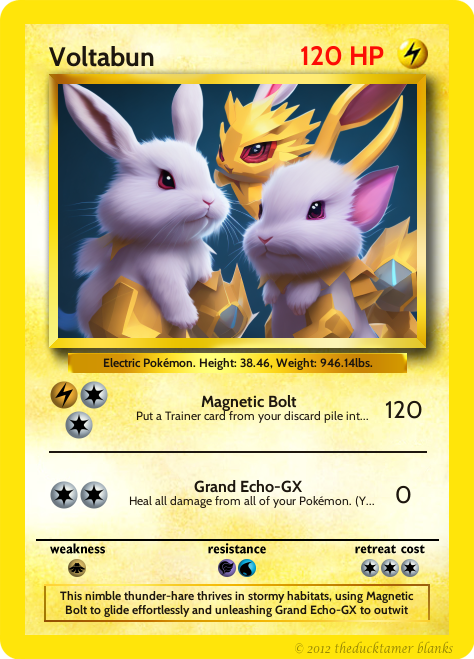 Voltabun 120 HP
Electric Pokémon. Height: 38.46, Weight: 946.14lbs.
Magnetic Bolt
Put a Trainer card from your discard pile int... 120
Grand Echo-GX
Heal all damage from all of your Pokémon. (Y... 0
weakness resistance retreat cost
This nimble thunder-hare thrives in stormy habitats, using Magnetic
Bolt to glide effortlessly and unleashing Grand Echo-GX to outwit
© 2012 theducktamer blanks